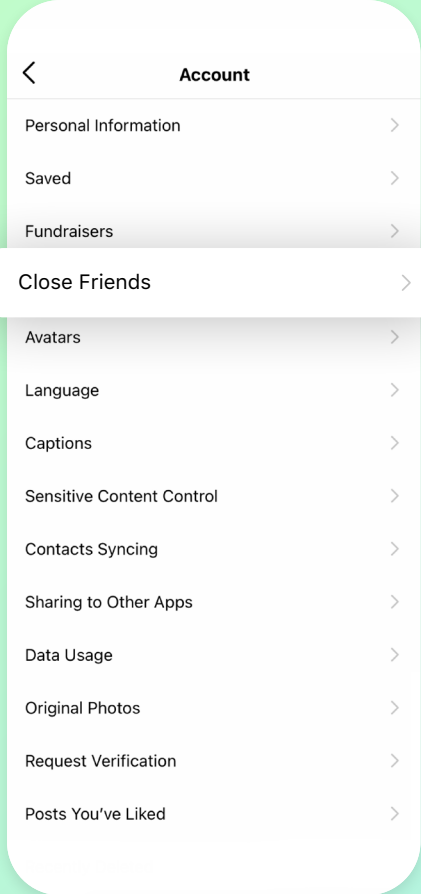 Account
Personal Information
Saved
Fundraisers
Close Friends
Avatars
Language
Captions
Sensitive Content Control
Contacts Syncing
Sharing to Other Apps
Data Usage
Original Photos
Request Verification
Posts You’ve Liked